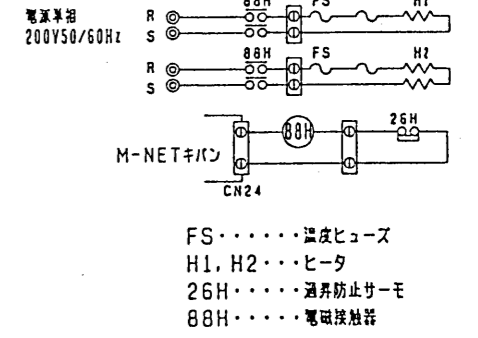 88H FS H1
電源単相 R
200V50/60Hz S
88H FS H2
R
S
88H 26H
M-NETキバン
CN24
FS・・・・・・温度ヒューズ
H1,H2・・・ヒータ
26H・・・・・過昇防止サーモ
88H・・・・・電磁接触器